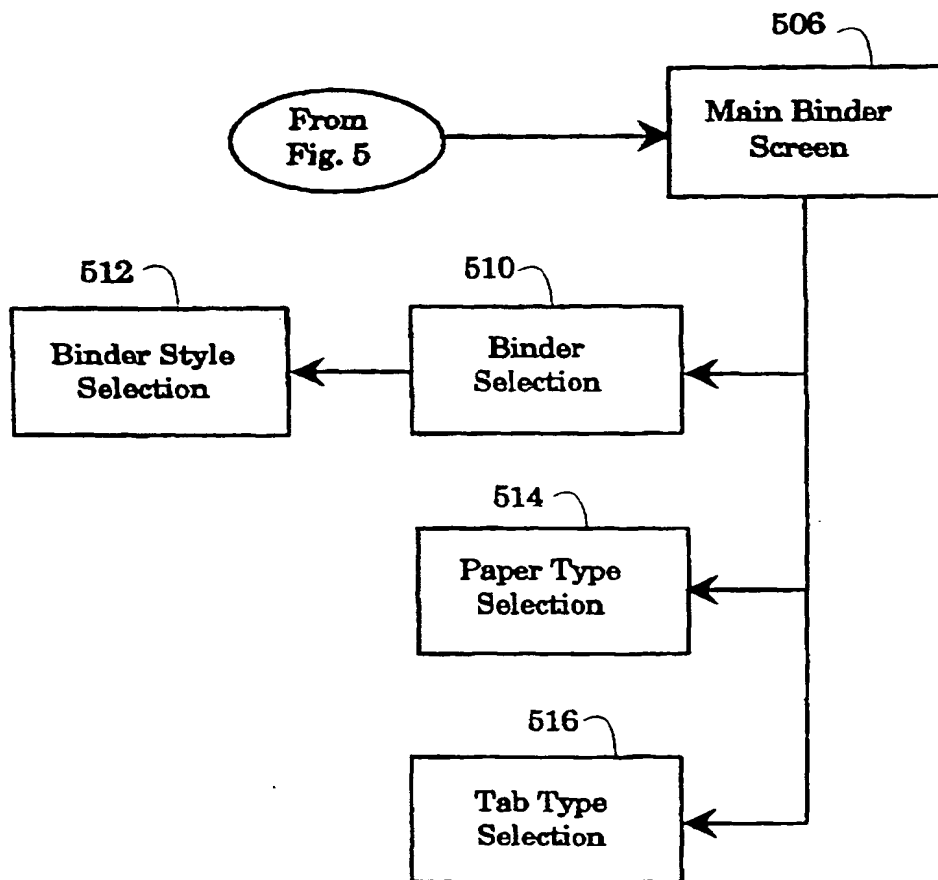 506
Main Binder
Screen
From
Fig. 5
512
Binder Style
Selection
510
Binder
Selection
514
Paper Type
Selection
516
Tab Type
Selection